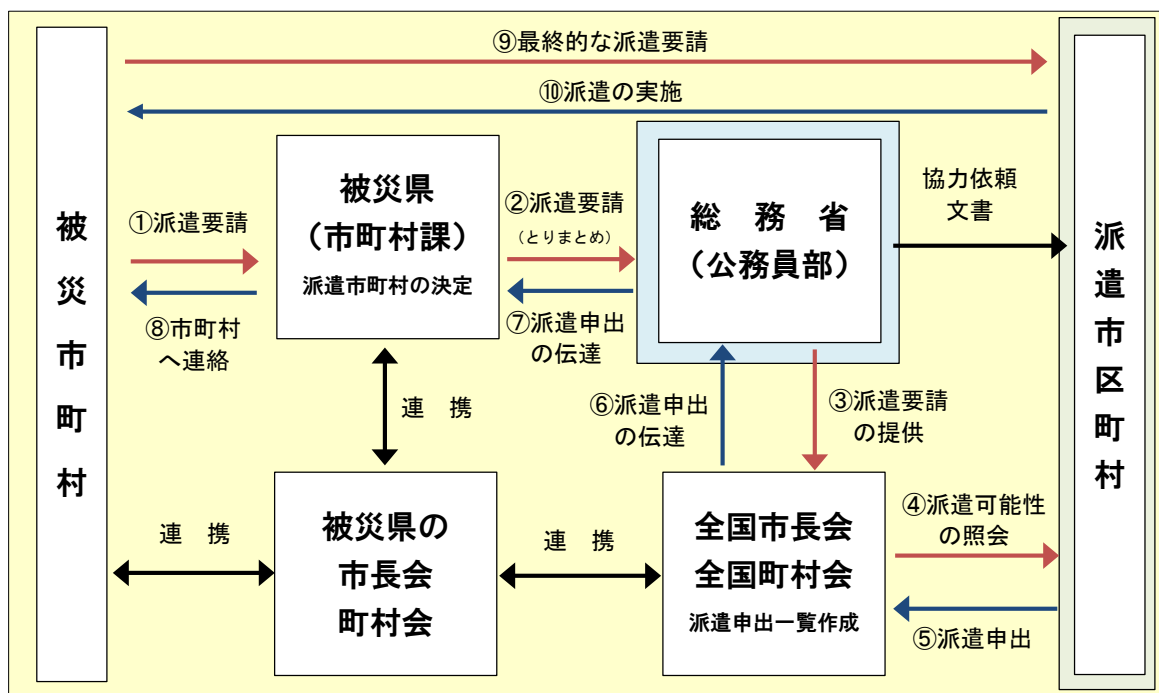 ⑨最終的な派遣要請
⑩派遣の実施
被災市町村
①派遣要請
⑧市町村
へ連絡
被災県
（市町村課）
派遣市町村の決定
②派遣要請
（とりまとめ）
⑦派遣申出
の伝達
総　務　省
（公務員部）
協力依頼
文書
派遣市区町村
連　携
⑥派遣申出
の伝達
③派遣要請
の提供
連　携
被災県の
市長会
町村会
連　携
全国市長会
全国町村会
派遣申出一覧作成
④派遣可能性
の照会
⑤派遣申出